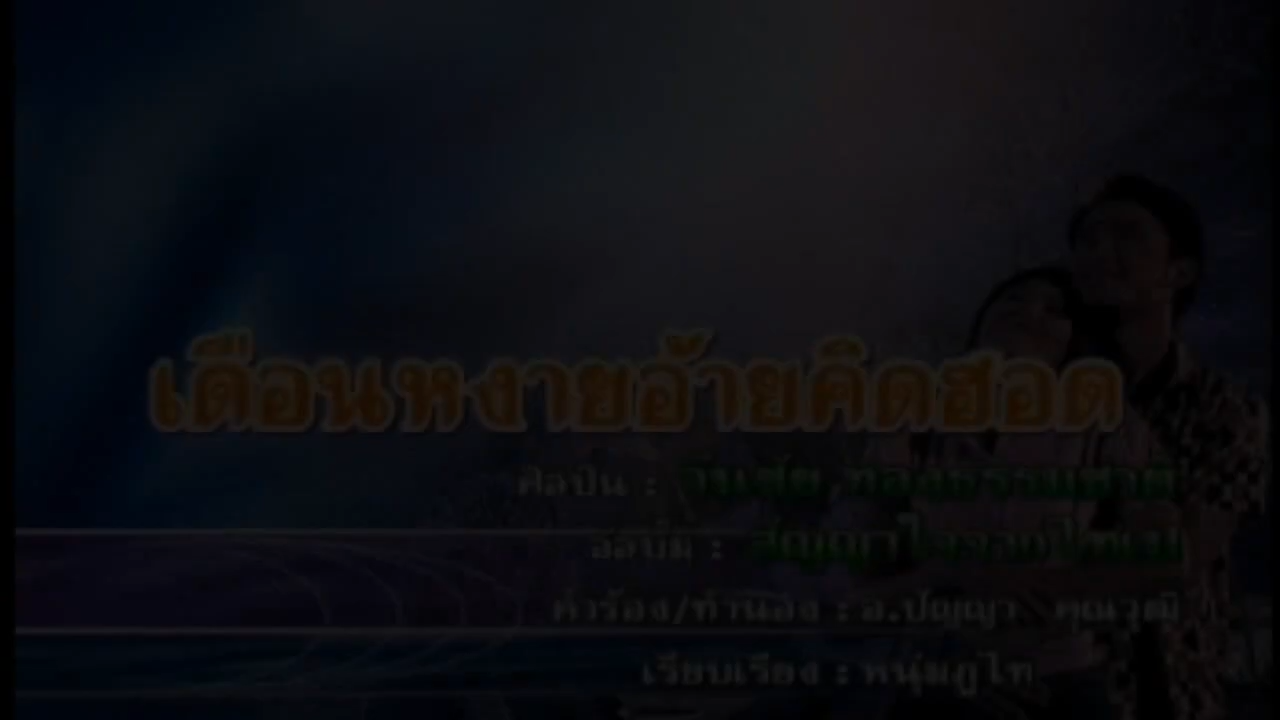 เดือนหงายอ้ายคิดฮอด
ศิลปิน :
อัลบั้ม :
คำร้อง/ทำนอง : อ.ปัญญา คุณวุฒิ
เรียบเรียง : หนุ่มภูไท